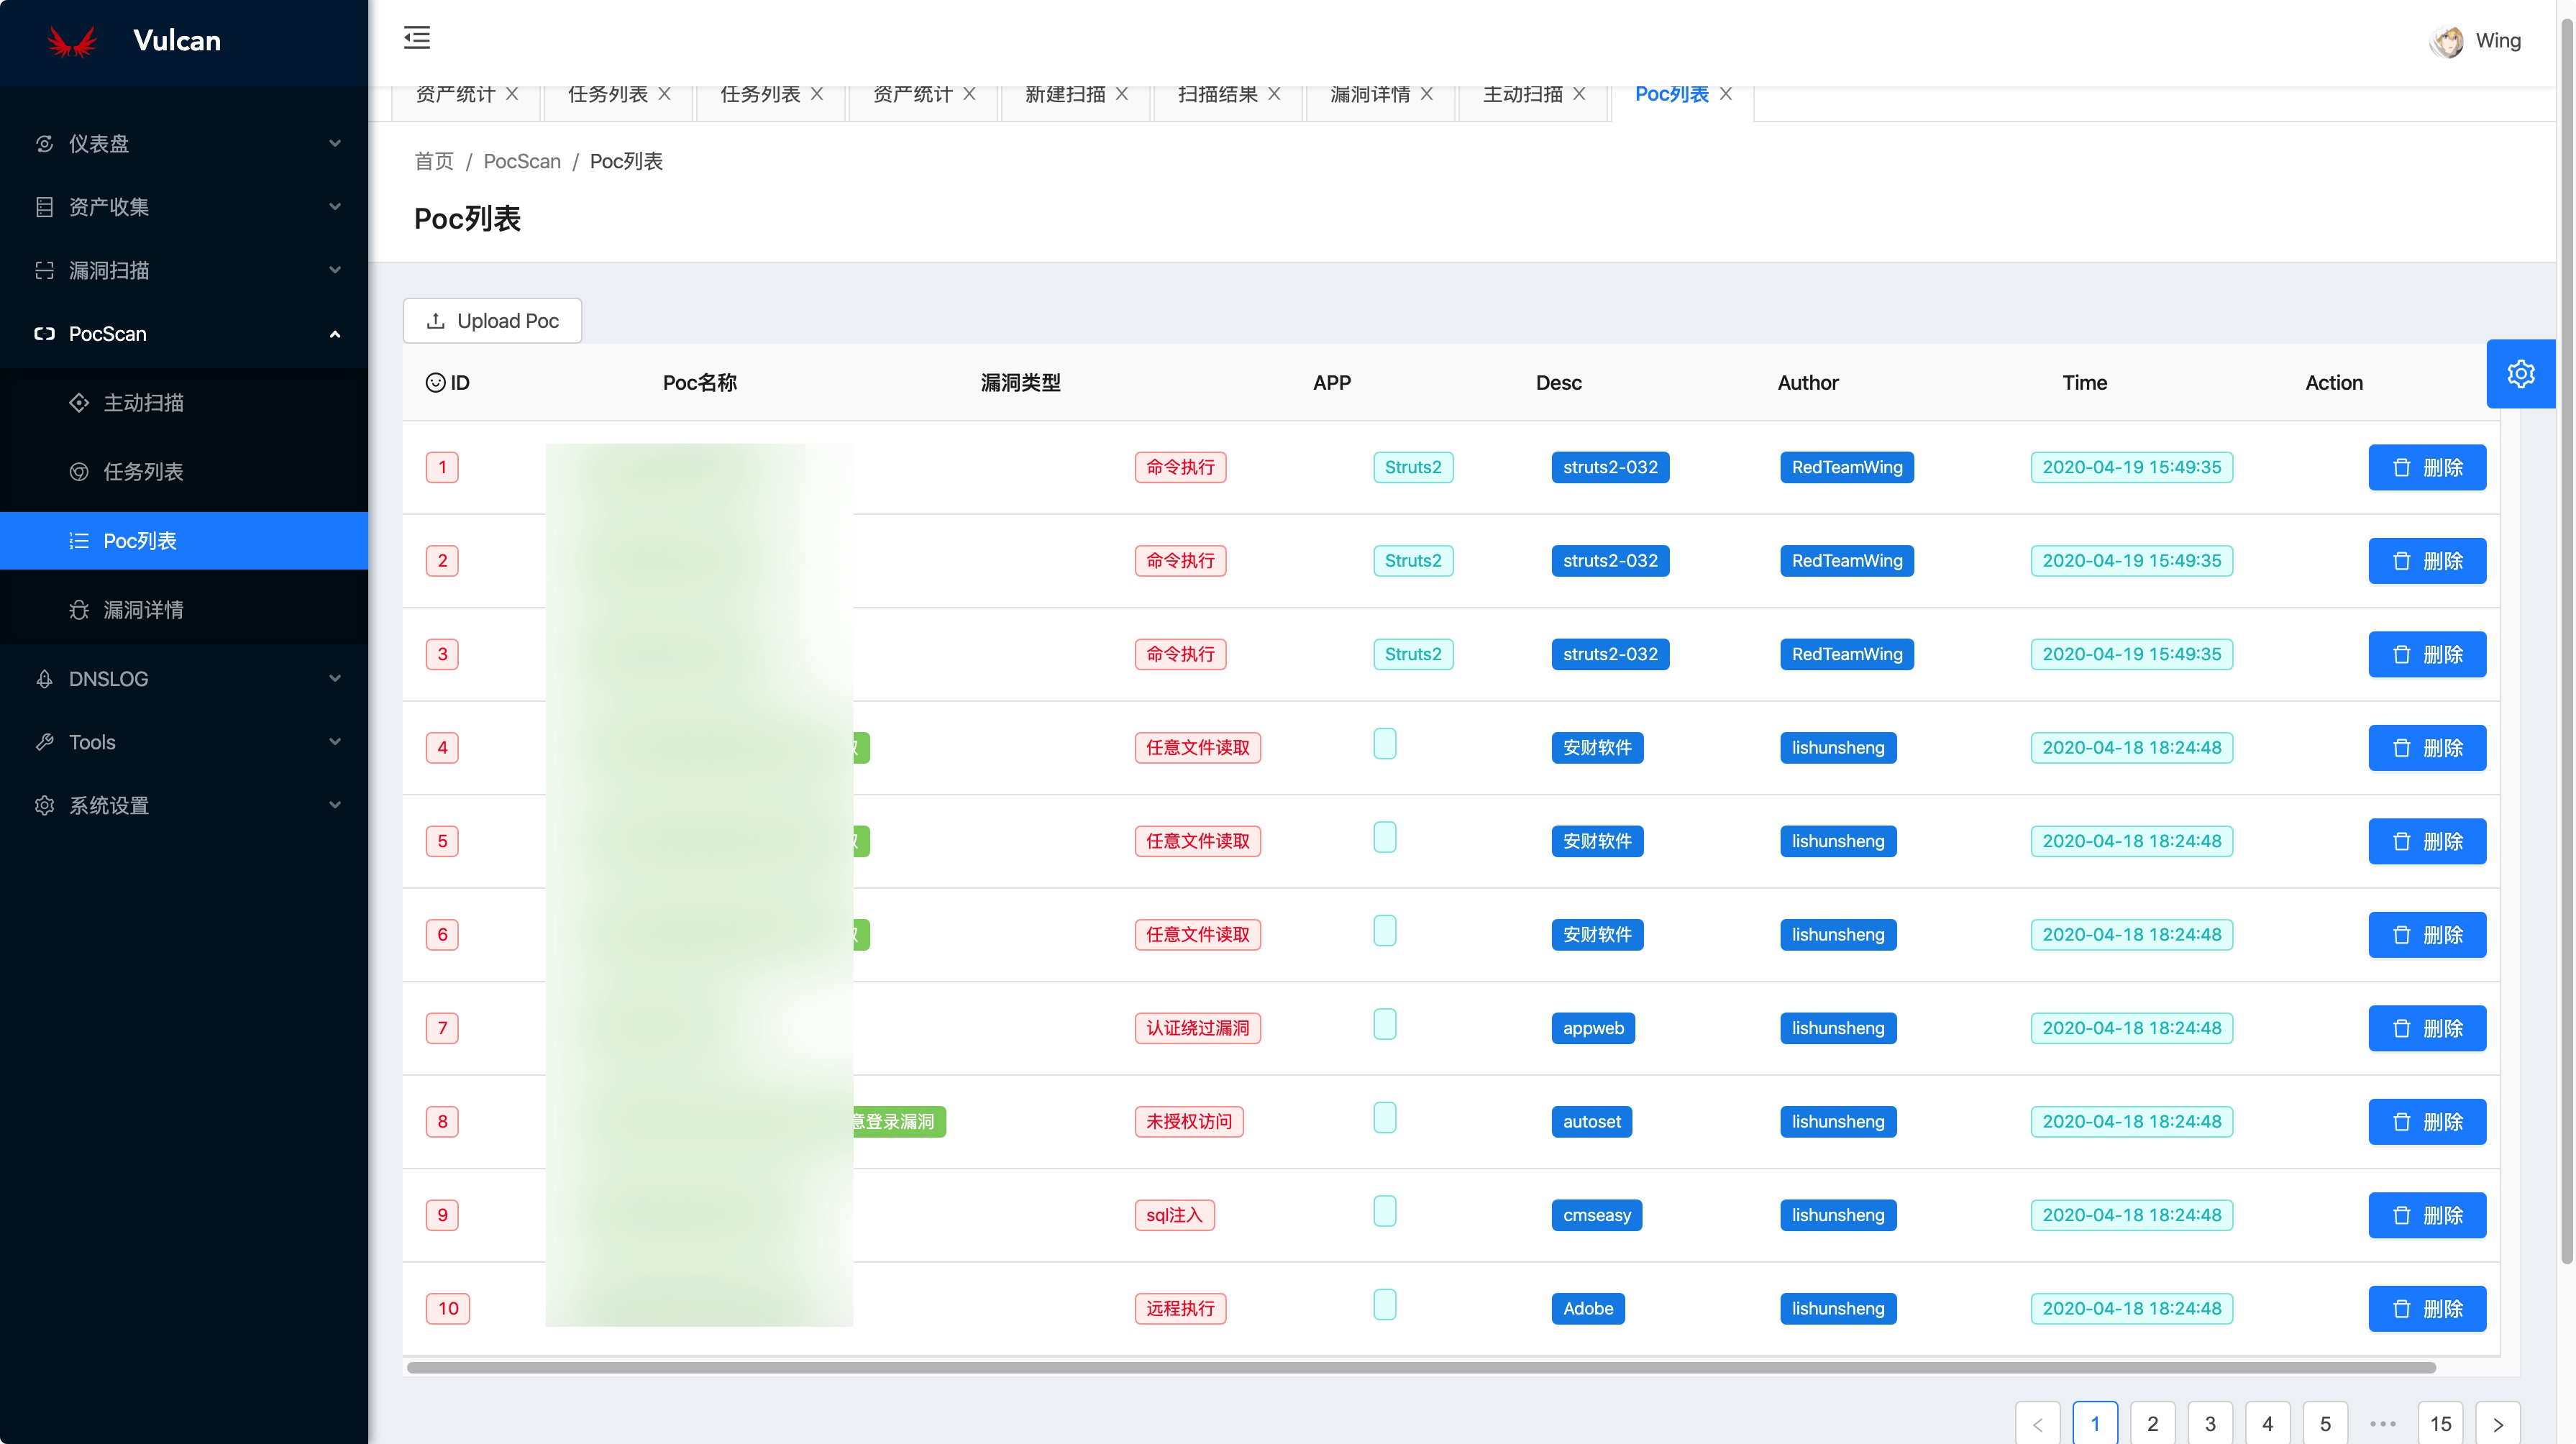 Vulcan
Wing
资产统计
任务列表
任务列表
资产统计
新建扫描
扫描结果
漏洞详情
主动扫描
Poc列表
首页 / PocScan / Poc列表
Poc列表
仪表盘
资产收集
漏洞扫描
PocScan
主动扫描
任务列表
Poc列表
漏洞详情
DNSLOG
Tools
系统设置
Upload Poc
ID Poc名称 漏洞类型 APP Desc Author Time Action
1 命令执行 Struts2 struts2-032 RedTeamWing 2020-04-19 15:49:35 删除
2 命令执行 Struts2 struts2-032 RedTeamWing 2020-04-19 15:49:35 删除
3 命令执行 Struts2 struts2-032 RedTeamWing 2020-04-19 15:49:35 删除
4 任意文件读取 安财软件 lishunsheng 2020-04-18 18:24:48 删除
5 任意文件读取 安财软件 lishunsheng 2020-04-18 18:24:48 删除
6 任意文件读取 安财软件 lishunsheng 2020-04-18 18:24:48 删除
7 认证绕过漏洞 appweb lishunsheng 2020-04-18 18:24:48 删除
8 意登录漏洞 未授权访问 autoset lishunsheng 2020-04-18 18:24:48 删除
9 sql注入 cmseasy lishunsheng 2020-04-18 18:24:48 删除
10 远程执行 Adobe lishunsheng 2020-04-18 18:24:48 删除
1 2 3 4 5 ••• 15